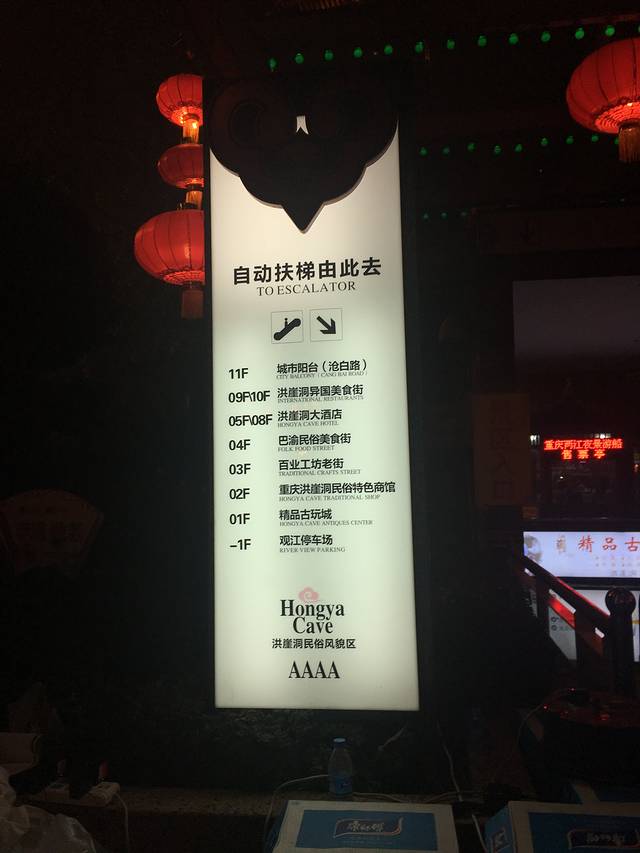 自动扶梯由此去
TO ESCALATOR
11F 城市阳台（沧白路）
CITY BALCONY ( CANG BAI ROAD )
09F\10F 洪崖洞异国美食街
INTERNATIONAL RESTAURANTS
05F\08F 洪崖洞大酒店
HONGYA CAVE HOTEL
04F 巴渝民俗美食街
FOLK FOOD STREET
03F 百业工坊老街
TRADITIONAL CRAFTS STREET
02F 重庆洪崖洞民俗特色商馆
HONGYA CAVE TRADITIONAL SHOP
01F 精品古玩城
HONGYA CAVE ANTIQUES CENTER
-1F 观江停车场
RIVER VIEW PARKING
Hongya
Cave
洪崖洞民俗风貌区
AAAA
重庆两江夜景游船
售票亭
精品古
康师傅